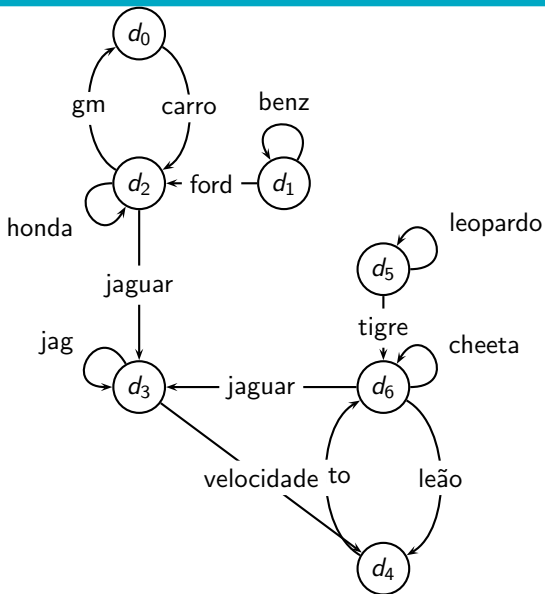 d0
gm
carro
benz
d2
ford
d1
honda
leopardo
d5
jaguar
tigre
jag
cheeta
d3
jaguar
d6
velocidade
to
leão
d4